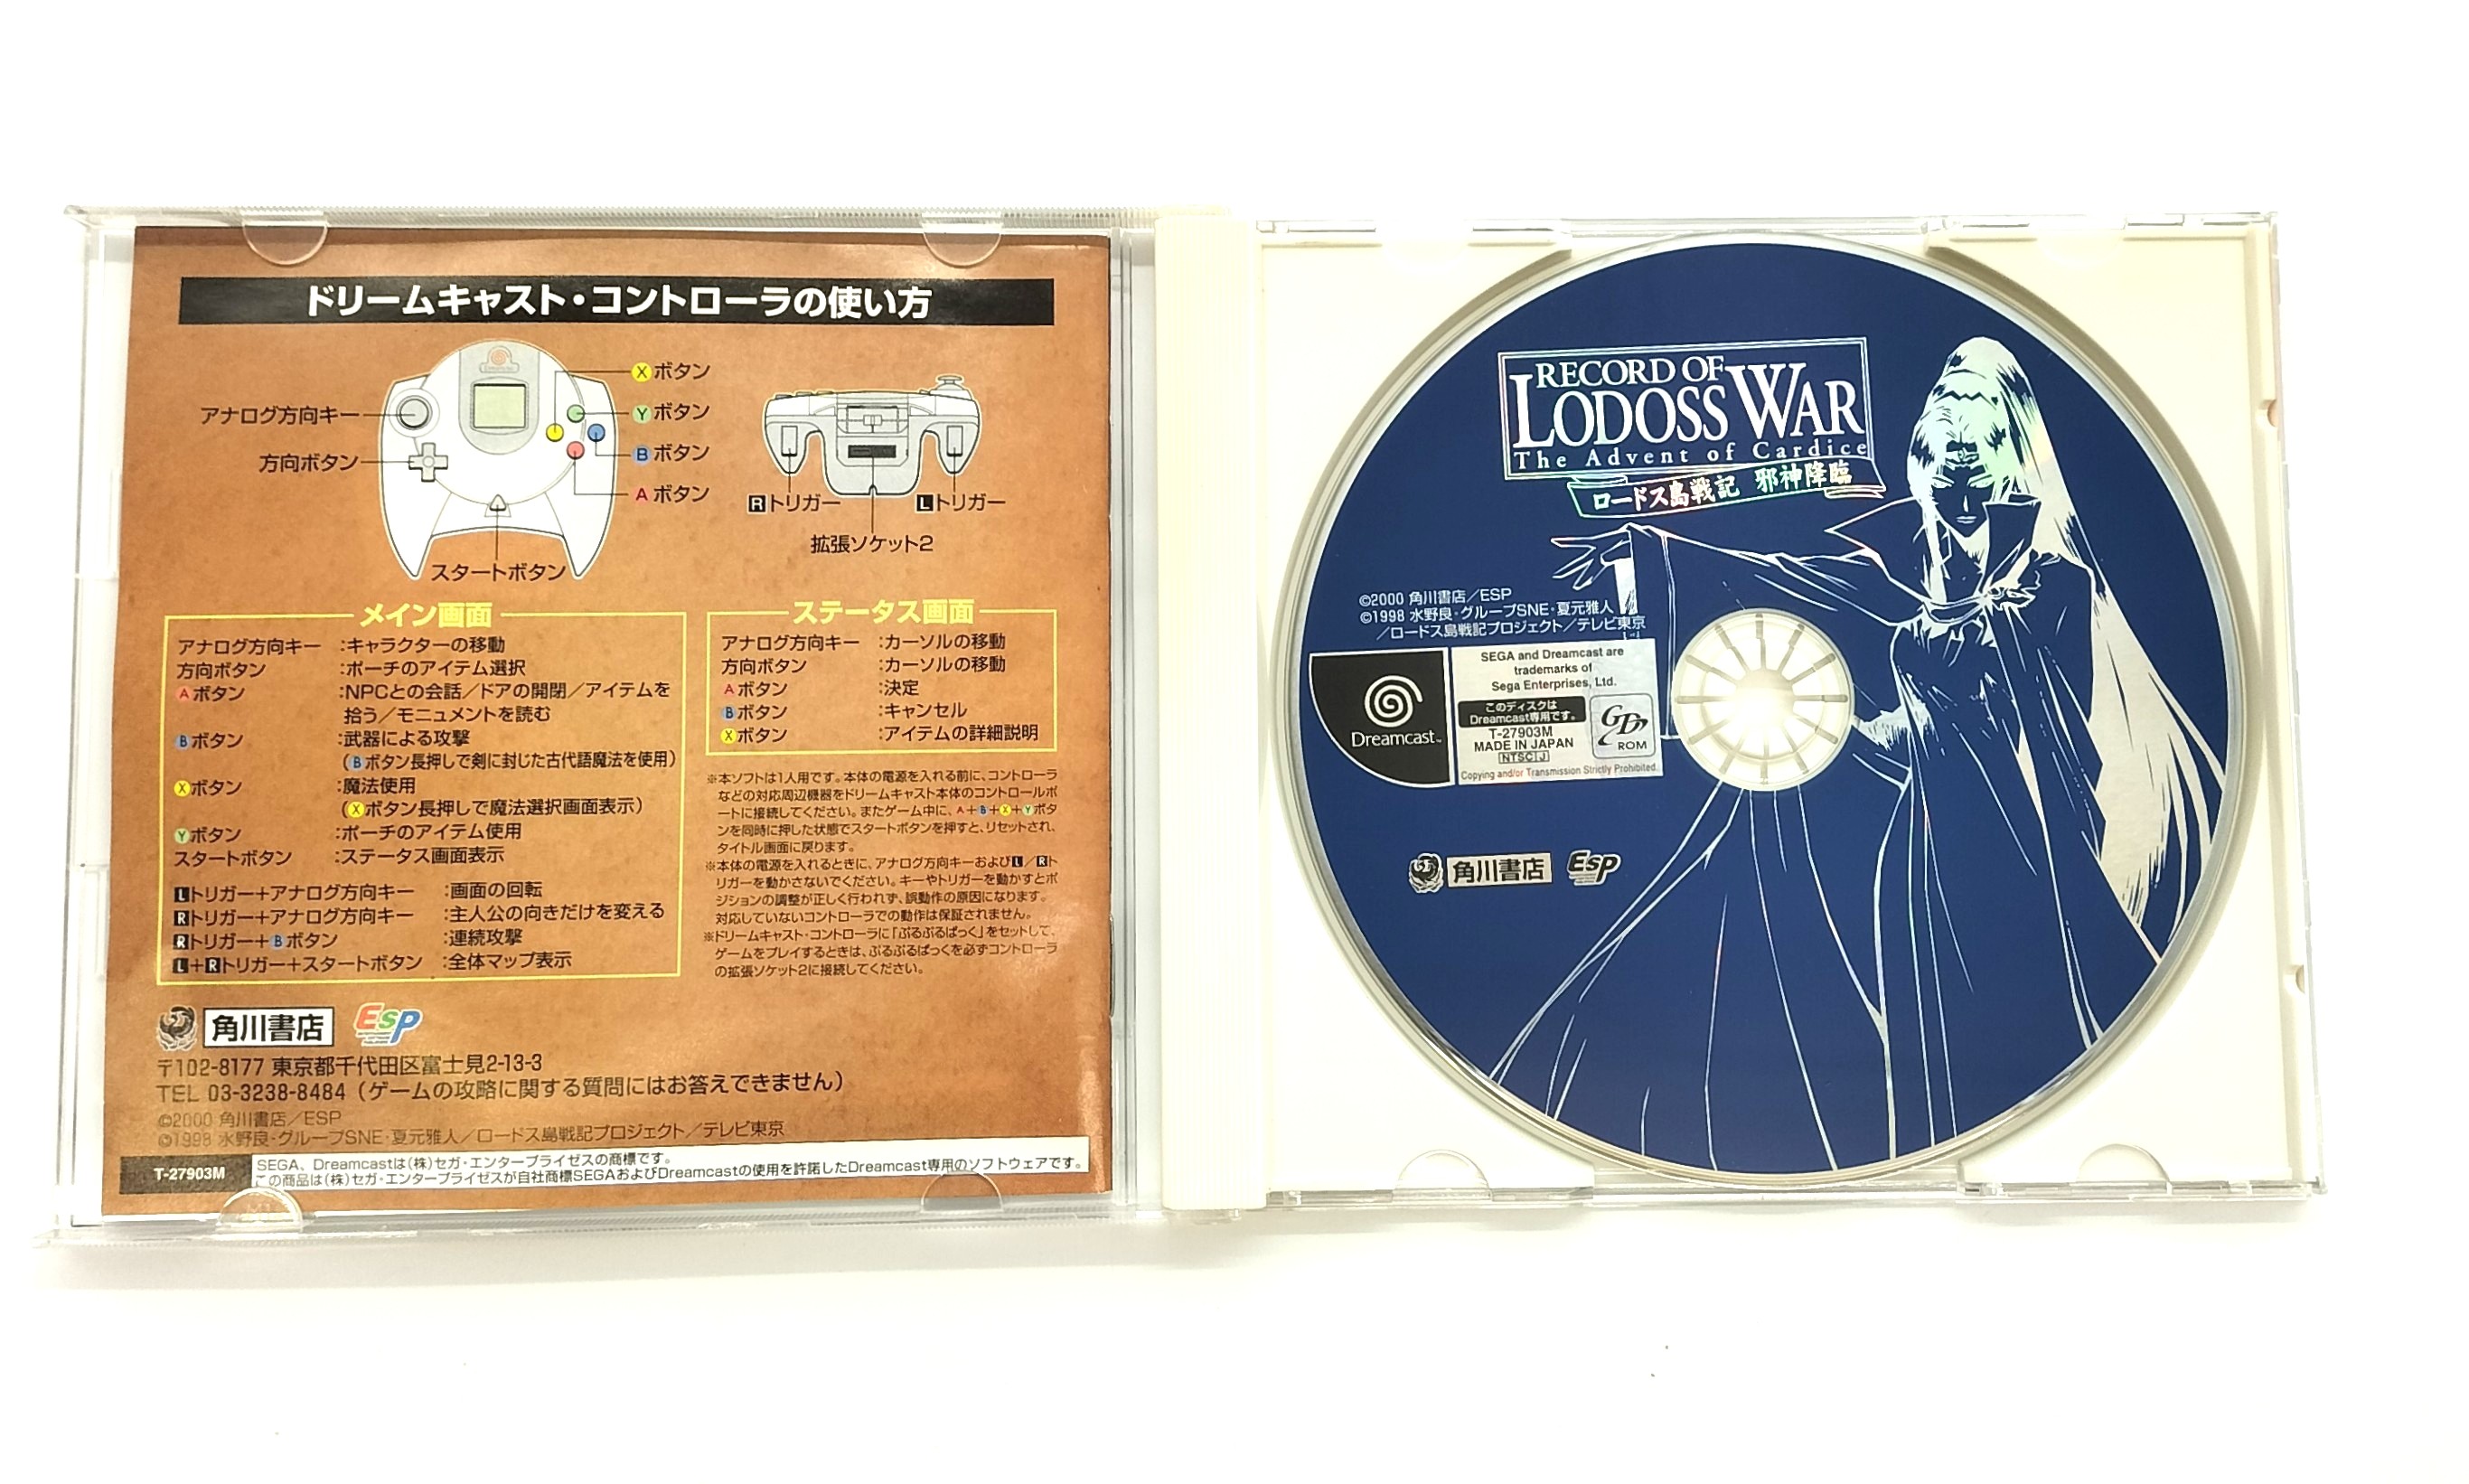 ドリームキャスト・コントローラの使い方
Dreamcast
Xボタン
アナログ方向キー
Yボタン
方向ボタン
Bボタン
Aボタン
スタートボタン
Rトリガー
Lトリガー
拡張ソケット2
メイン画面
アナログ方向キー :キャラクターの移動
方向ボタン :ポーチのアイテム選択
Aボタン :NPCとの会話／ドアの開閉／アイテムを
拾う／モニュメントを読む
Bボタン :武器による攻撃
(Bボタン長押しで剣に封じた古代語魔法を使用)
Xボタン :魔法使用
(Xボタン長押しで魔法選択画面表示)
Yボタン :ポーチのアイテム使用
スタートボタン :ステータス画面表示
Lトリガー+アナログ方向キー :画面の回転
Rトリガー+アナログ方向キー :主人公の向きだけを変える
Rトリガー+Bボタン :連続攻撃
L+Rトリガー+スタートボタン :全体マップ表示
ステータス画面
アナログ方向キー :カーソルの移動
方向ボタン :カーソルの移動
Aボタン :決定
Bボタン :キャンセル
Xボタン :アイテムの詳細説明
※本ソフトは1人用です。本体の電源を入れる前に、コントローラ
などの対応周辺機器をドリームキャスト本体のコントロールポ
ートに接続してください。またゲーム中に、A+B+X+Yボタ
ンを同時に押した状態でスタートボタンを押すと、リセットされ、
タイトル画面に戻ります。
※本体の電源を入れるときに、アナログ方向キーおよびL／Rト
リガーを動かさないでください。キーやトリガーを動かすとポ
ジションの調整が正しく行われず、誤動作の原因になります。
対応していないコントローラでの動作は保証されません。
※ドリームキャスト・コントローラに「ぷるぷるぱっく」をセットして、
ゲームをプレイするときは、ぷるぷるぱっくを必ずコントローラ
の拡張ソケット2に接続してください。
角川書店 ESP
〒102-8177 東京都千代田区富士見2-13-3
TEL 03-3238-8484 (ゲームの攻略に関する質問にはお答えできません)
©2000 角川書店／ESP
©1998 水野良・グループSNE・夏元雅人／ロードス島戦記プロジェクト／テレビ東京
T-27903M
SEGA、Dreamcastは(株)セガ・エンタープライゼスの商標です。
この商品は(株)セガ・エンタープライゼスが自社商標SEGAおよびDreamcastの使用を許諾したDreamcast専用のソフトウェアです。
RECORD OF
LODOSS WAR
The Advent of Cardice
ロードス島戦記 邪神降臨
©2000 角川書店／ESP
©1998 水野良・グループSNE・夏元雅人
／ロードス島戦記プロジェクト／テレビ東京
Dreamcast™
SEGA and Dreamcast are
trademarks of
Sega Enterprises, Ltd.
このディスクは
Dreamcast専用です。
T-27903M
MADE IN JAPAN
NTSC J
GD ROM
Copying and/or Transmission Strictly Prohibited.
角川書店 ESP